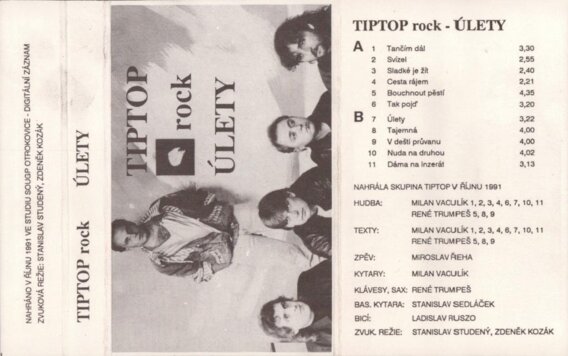 NAHRÁNO V ŘÍJNU 1991 VE STUDIU SOUGIP OTROKOVICE - DIGITÁLNÍ ZÁZNAM
ZVUKOVÁ REŽIE: STANISLAV STUDENÝ, ZDENĚK KOZÁK
TIPTOP rock ÚLETY
TIPTOP
rock
ÚLETY
TIPTOP rock - ÚLETY
A 1 Tančím dál 3,30
2 Svízel 2,55
3 Sladké je žít 2,40
4 Cesta rájem 2,21
5 Bouchnout pěstí 4,35
6 Tak pojď 3,20
B 7 Úlety 3,22
8 Tajemná 4,00
9 V dešti průvanu 4,00
10 Nuda na druhou 4,02
11 Dáma na inzerát 3,13
NAHRÁLA SKUPINA TIPTOP V ŘÍJNU 1991
HUDBA: MILAN VACULÍK 1, 2, 3, 4, 6, 7, 10, 11
RENÉ TRUMPEŠ 5, 8, 9
TEXTY: MILAN VACULÍK 1, 2, 3, 4, 6, 7, 10, 11
RENÉ TRUMPEŠ 5, 8, 9
ZPĚV: MIROSLAV ŘEHA
KYTARY: MILAN VACULÍK
KLÁVESY, SAX: RENÉ TRUMPEŠ
BAS. KYTARA: STANISLAV SEDLÁČEK
BICÍ: LADISLAV RUSZO
ZVUK. REŽIE: STANISLAV STUDENÝ, ZDENĚK KOZÁK